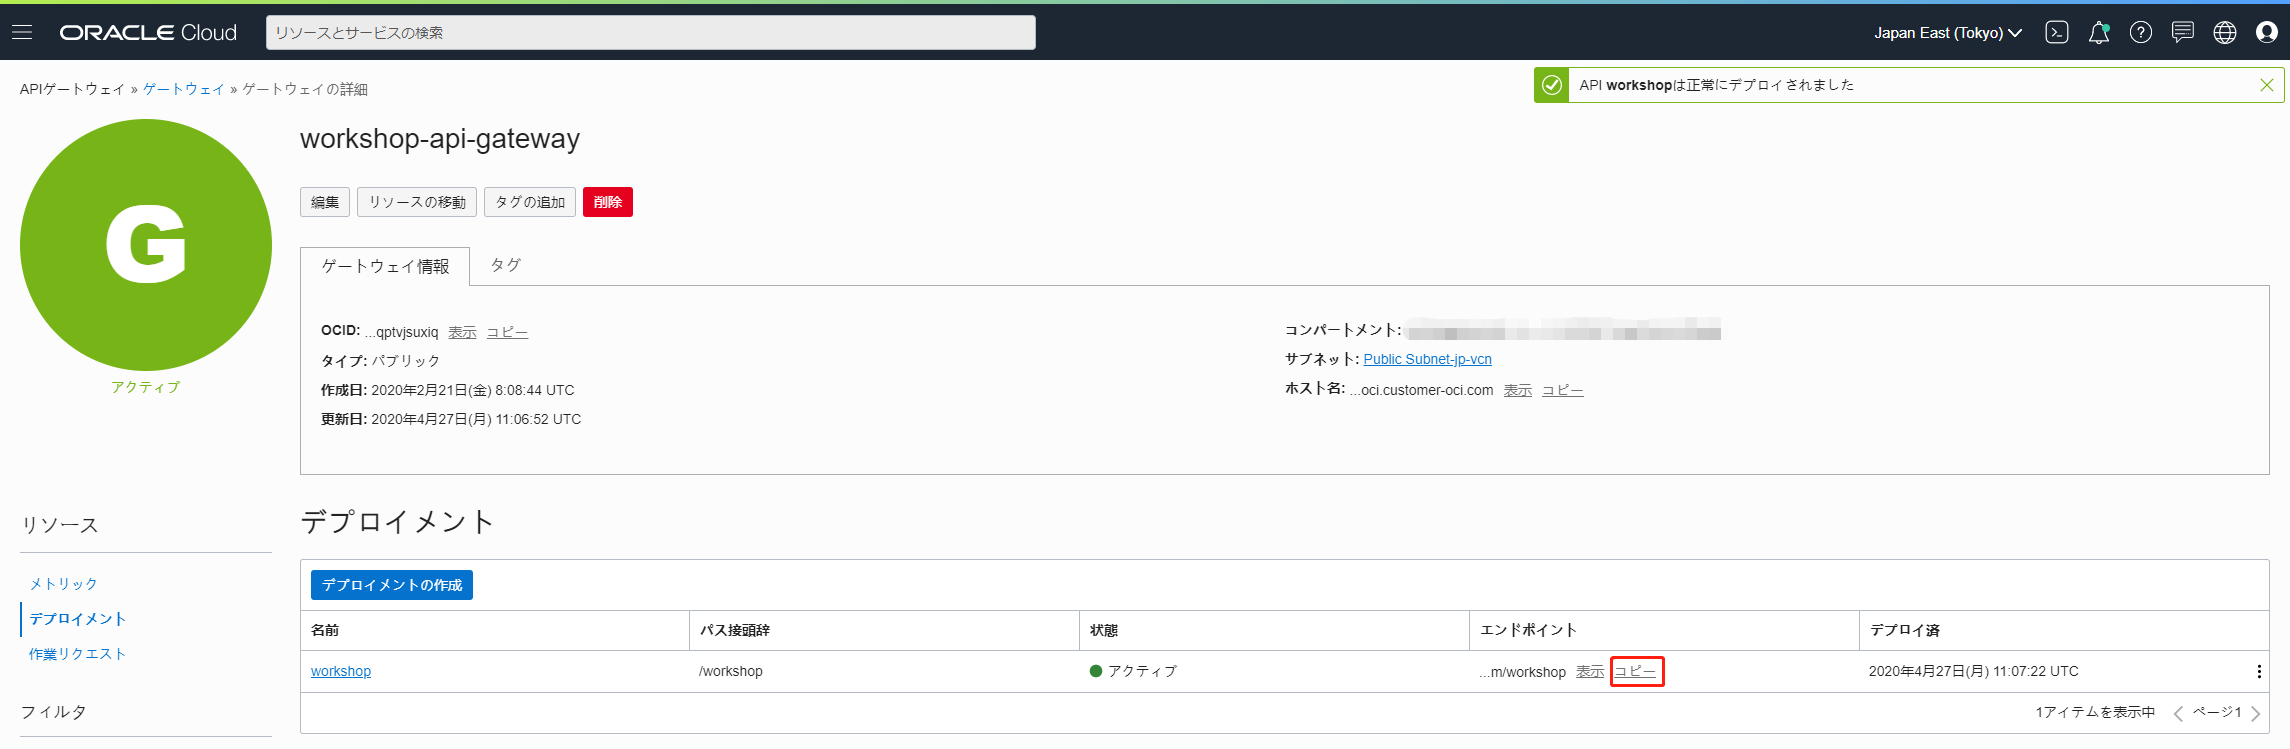 ORACLE Cloud
リソースとサービスの検索
Japan East (Tokyo)
APIゲートウェイ » ゲートウェイ » ゲートウェイの詳細
API workshopは正常にデプロイされました
G
アクティブ
workshop-api-gateway
編集 リソースの移動 タグの追加 削除
ゲートウェイ情報 タグ
OCID: ...qptvjsuxiq 表示 コピー
タイプ: パブリック
作成日: 2020年2月21日(金) 8:08:44 UTC
更新日: 2020年4月27日(月) 11:06:52 UTC
コンパートメント:
サブネット: Public Subnet-jp-vcn
ホスト名: ...oci.customer-oci.com 表示 コピー
リソース
メトリック
デプロイメント
作業リクエスト
フィルタ
デプロイメント
デプロイメントの作成
名前 パス接頭辞 状態 エンドポイント デプロイ済
workshop /workshop アクティブ ...m/workshop 表示 コピー 2020年4月27日(月) 11:07:22 UTC
1アイテムを表示中 ページ1